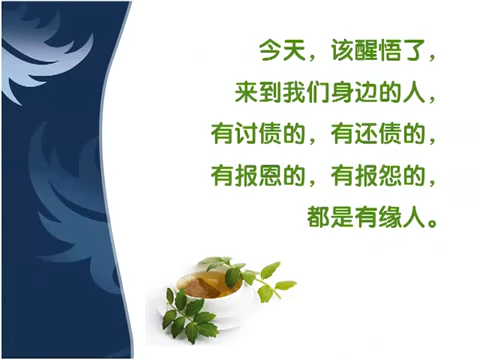 今天，该醒悟了，
来到我们身边的人，
有讨债的，有还债的，
有报恩的，有报怨的，
都是有缘人。